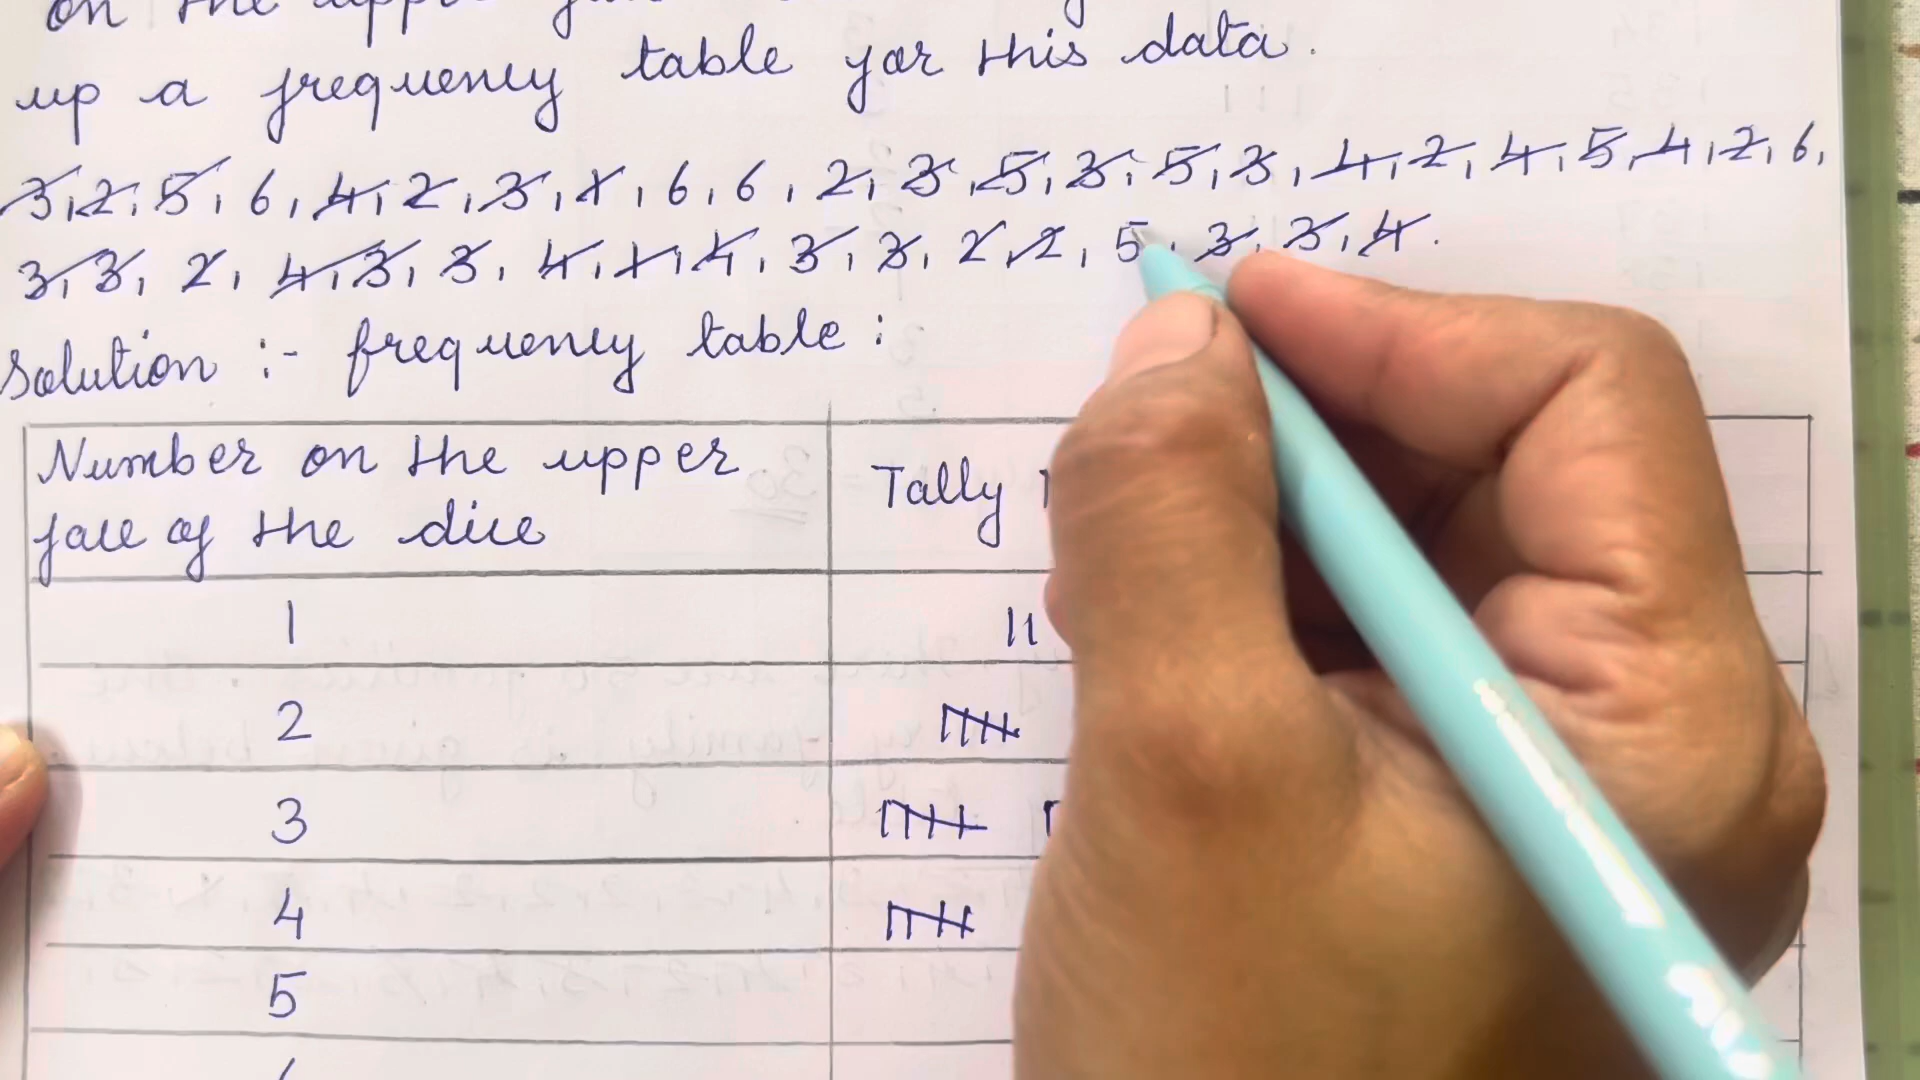 on the upper
up a frequency table for this data.
3, 2, 5, 6, 4, 2, 3, 1, 6, 6, 2, 3, 5, 3, 5, 3, 4, 2, 4, 5, 4, 2, 6,
3, 3, 2, 4, 3, 3, 4, 1, 4, 3, 3, 2, 2, 5, 3, 3, 4.
Solution :- frequency table :
Number on the upper
face of the dice
Tally
1
2
3
4
5